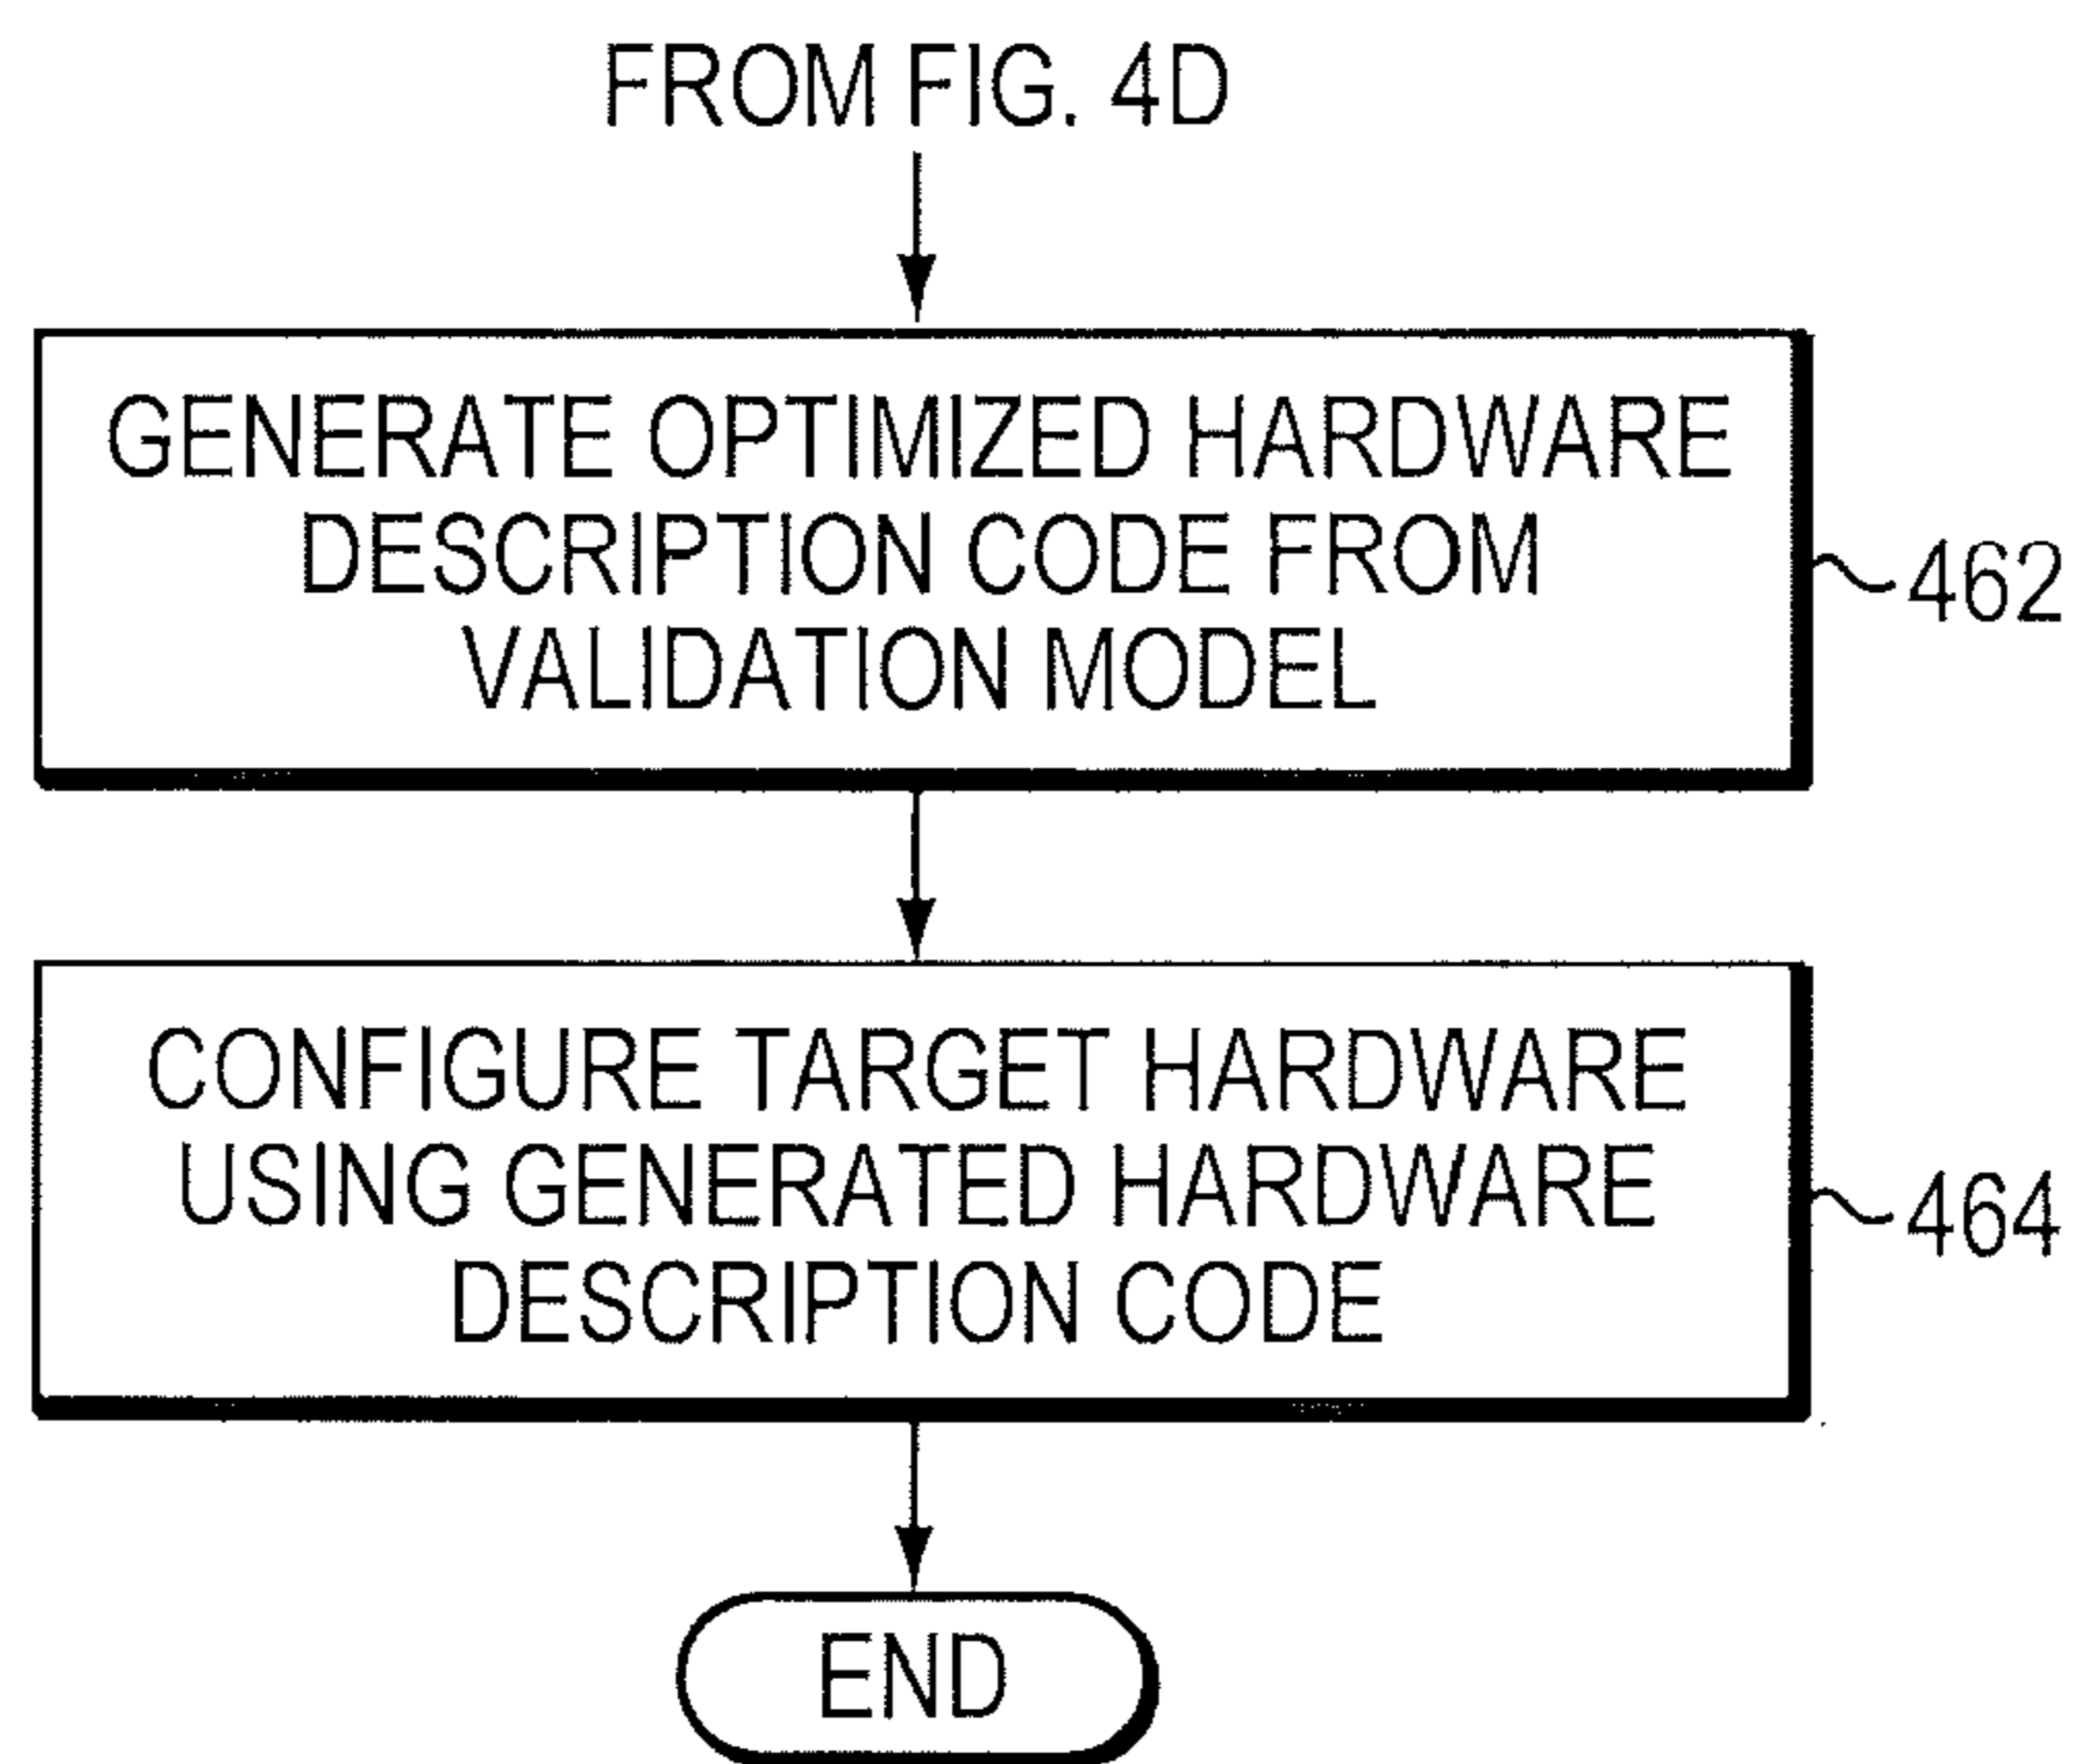 FROM FIG. 4D
GENERATE OPTIMIZED HARDWARE
DESCRIPTION CODE FROM
VALIDATION MODEL
462
CONFIGURE TARGET HARDWARE
USING GENERATED HARDWARE
DESCRIPTION CODE
464
END